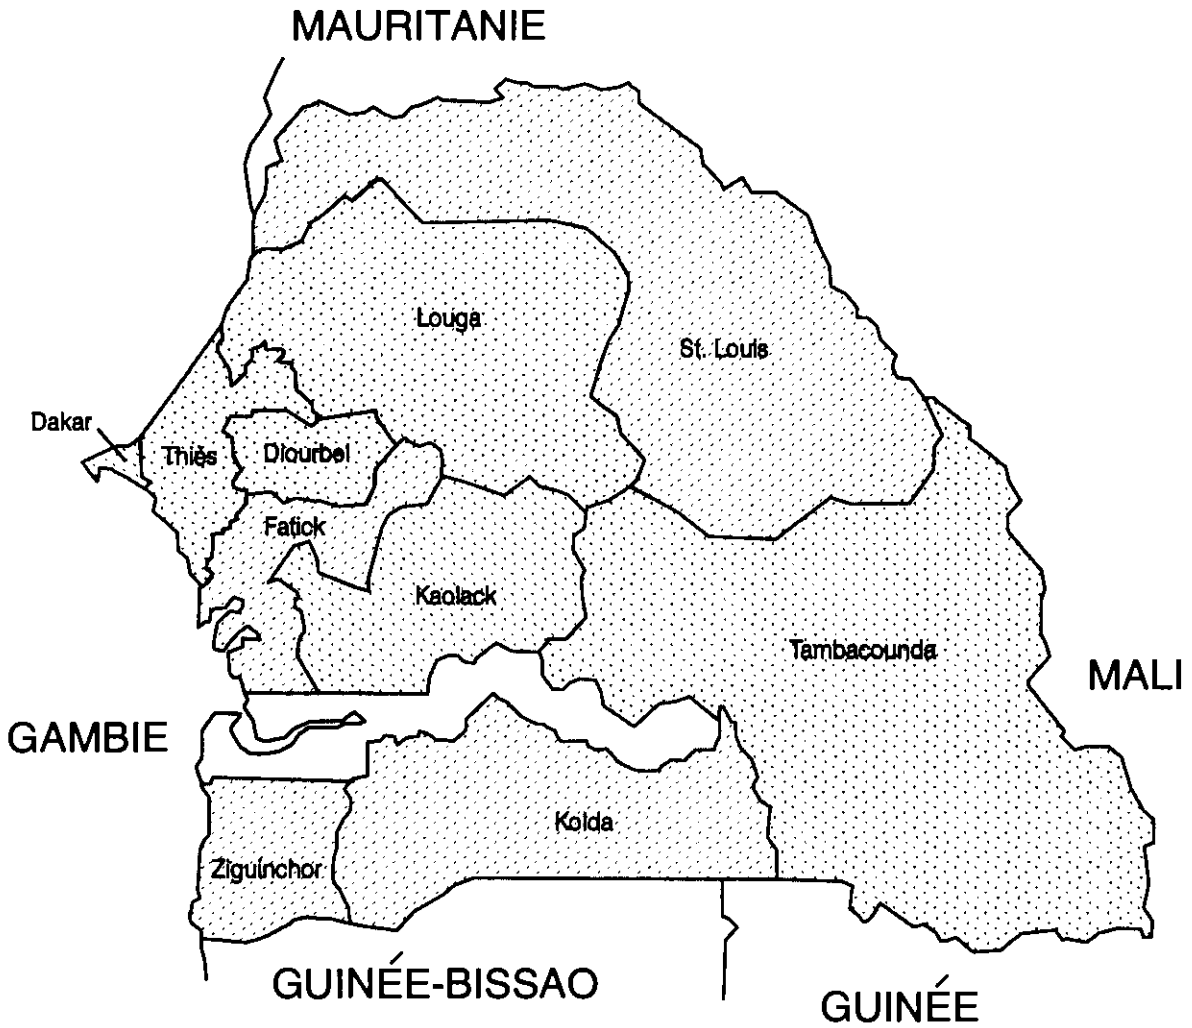 MAURITANIE
Louga
St. Louis
Dakar
Thiès
Diourbel
Fatick
Kaolack
Tambacounda
MALI
GAMBIE
Kolda
Ziguinchor
GUINÉE-BISSAO
GUINÉE